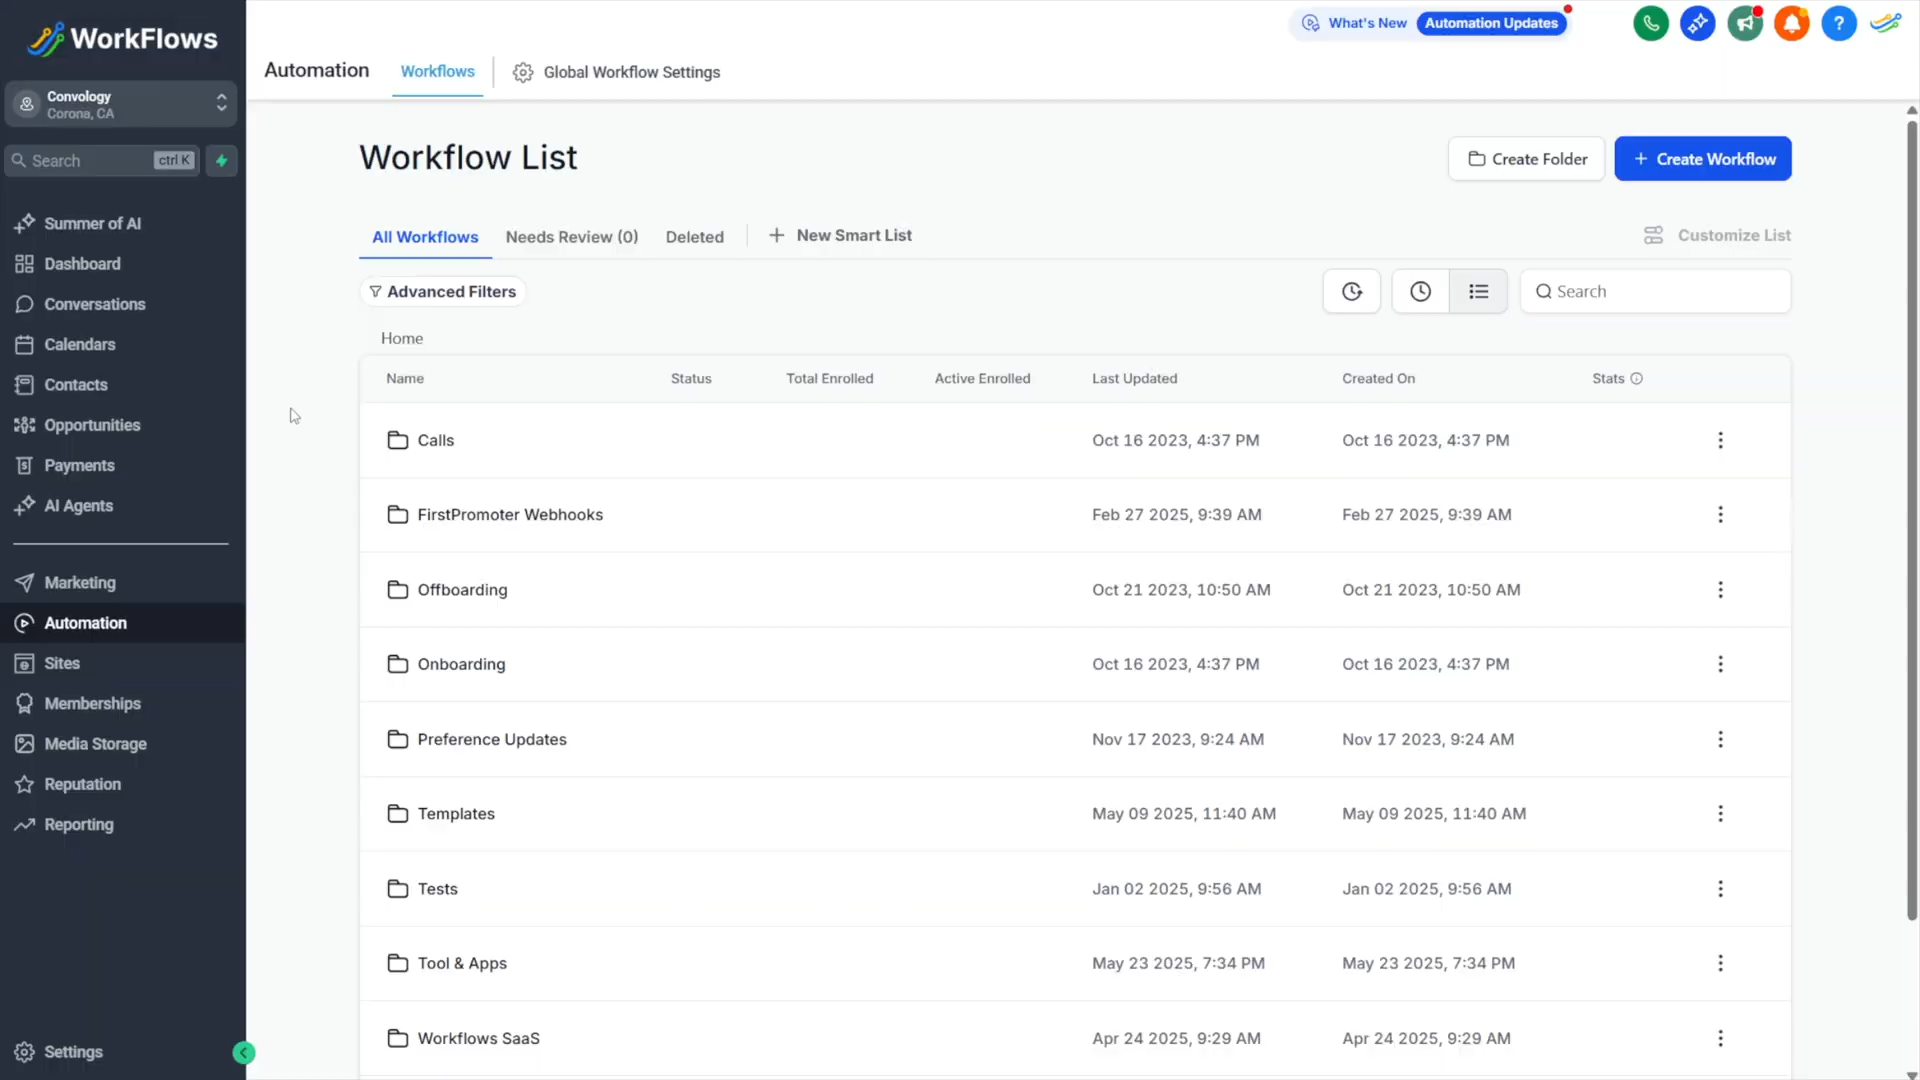 WorkFlows
Convology
Corona, CA
Search ctrl K
Summer of AI
Dashboard
Conversations
Calendars
Contacts
Opportunities
Payments
AI Agents
Marketing
Automation
Sites
Memberships
Media Storage
Reputation
Reporting
Settings
What's New Automation Updates
?
Automation Workflows Global Workflow Settings
Workflow List
Create Folder
+ Create Workflow
All Workflows Needs Review (0) Deleted + New Smart List Customize List
Advanced Filters
Search
Home
Name Status Total Enrolled Active Enrolled Last Updated Created On Stats
Calls Oct 16 2023, 4:37 PM Oct 16 2023, 4:37 PM
FirstPromoter Webhooks Feb 27 2025, 9:39 AM Feb 27 2025, 9:39 AM
Offboarding Oct 21 2023, 10:50 AM Oct 21 2023, 10:50 AM
Onboarding Oct 16 2023, 4:37 PM Oct 16 2023, 4:37 PM
Preference Updates Nov 17 2023, 9:24 AM Nov 17 2023, 9:24 AM
Templates May 09 2025, 11:40 AM May 09 2025, 11:40 AM
Tests Jan 02 2025, 9:56 AM Jan 02 2025, 9:56 AM
Tool & Apps May 23 2025, 7:34 PM May 23 2025, 7:34 PM
Workflows SaaS Apr 24 2025, 9:29 AM Apr 24 2025, 9:29 AM